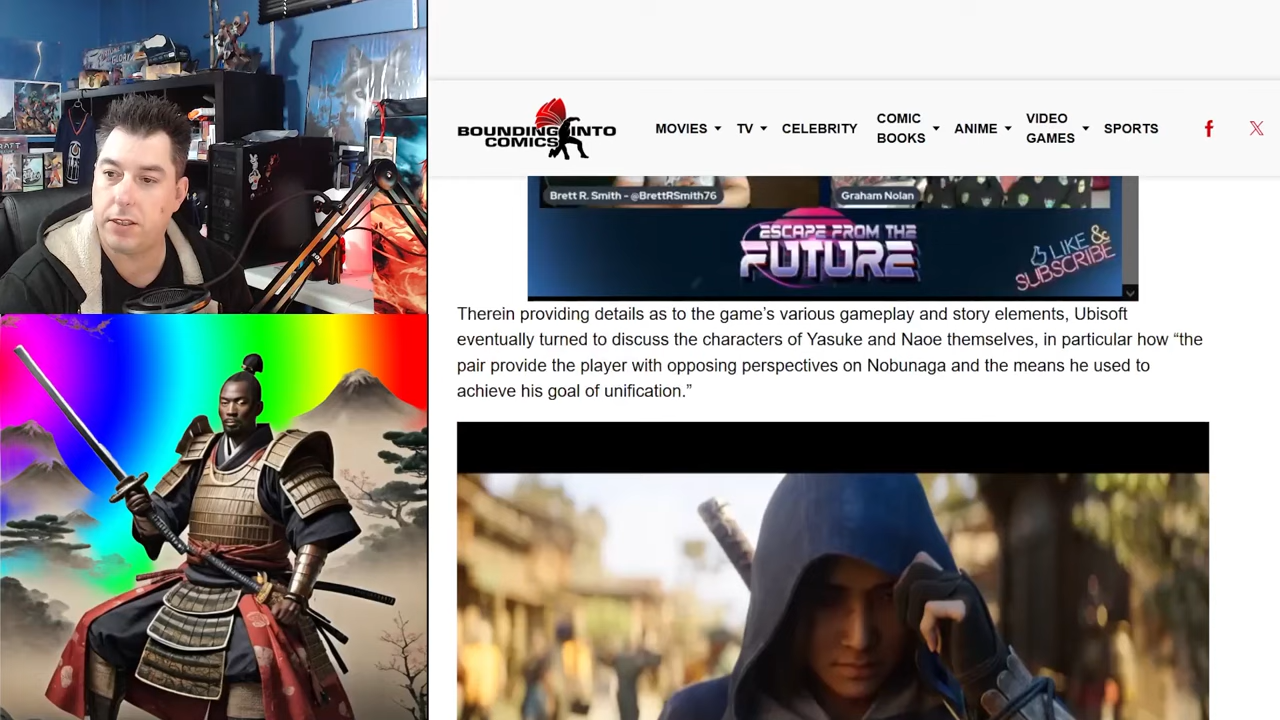 BOUNDING INTO
COMICS
MOVIES
TV
CELEBRITY
COMIC
BOOKS
ANIME
VIDEO
GAMES
SPORTS
Brett R. Smith - @BrettRSmith76
Graham Nolan
ESCAPE FROM THE
FUTURE
LIKE &
SUBSCRIBE
Therein providing details as to the game’s various gameplay and story elements, Ubisoft
eventually turned to discuss the characters of Yasuke and Naoe themselves, in particular how “the
pair provide the player with opposing perspectives on Nobunaga and the means he used to
achieve his goal of unification.”